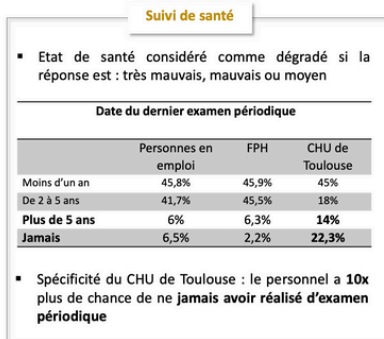 Suivi de santé
▪ Etat de santé considéré comme dégradé si la
réponse est : très mauvais, mauvais ou moyen
Date du dernier examen périodique
Personnes en emploi FPH CHU de Toulouse
Moins d'un an 45,8% 45,9% 45%
De 2 à 5 ans 41,7% 45,5% 18%
Plus de 5 ans 6% 6,3% 14%
Jamais 6,5% 2,2% 22,3%
▪ Spécificité du CHU de Toulouse : le personnel a 10x
plus de chance de ne jamais avoir réalisé d'examen
périodique